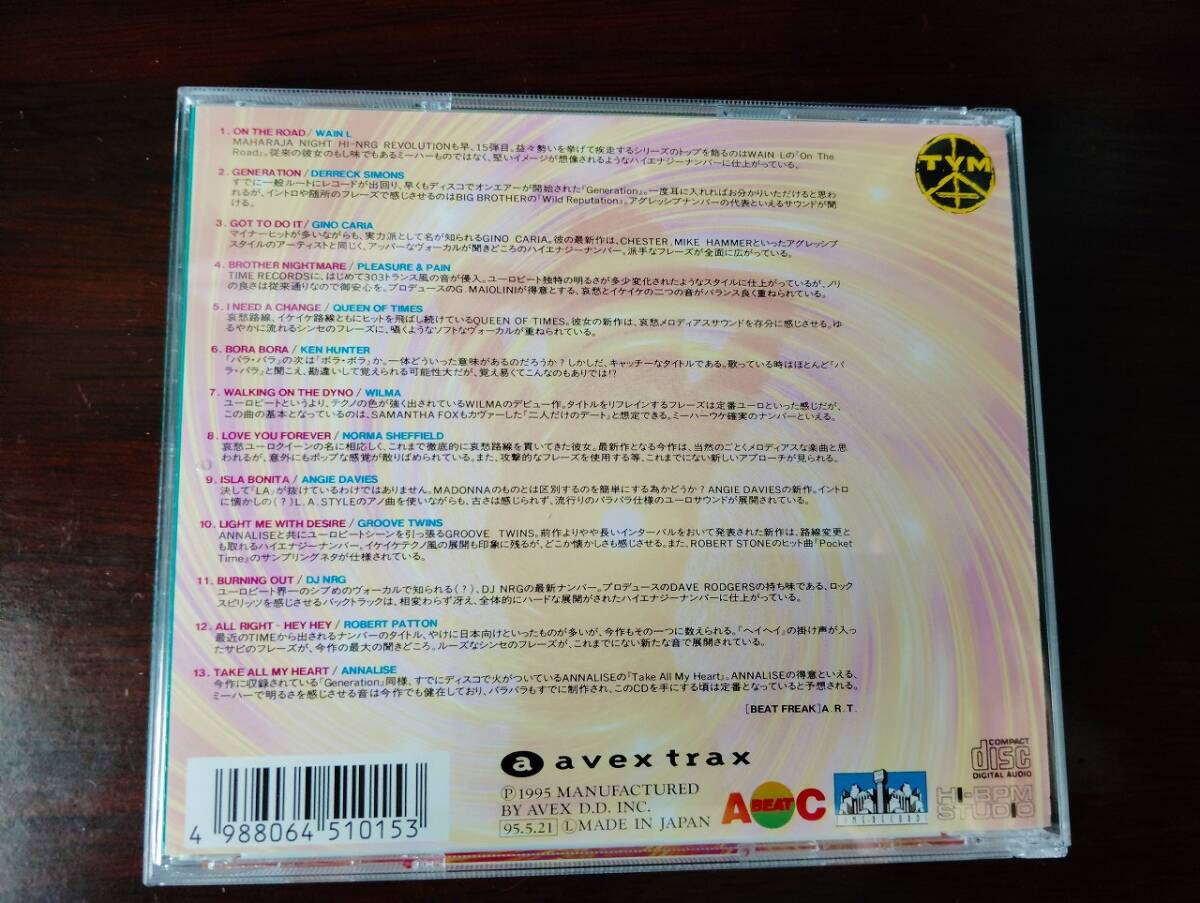 1. ON THE ROAD / WAIN L
MAHARAJA NIGHT HI-NRG REVOLUTIONも早、15弾目。益々勢いを挙げて疾走するシリーズのトップを飾るのはWAIN Lの『On The
Road』。従来の彼女のもし味でもあるミーハーものではなく、堅いイメージが想像されるようなハイエナジーナンバーに仕上がっている。
2. GENERATION / DERRECK SIMONS
すでに一般ルートにレコードが出回り、早くもディスコでオンエアーが開始された『Generation』。一度耳に入れればお分かりいただけると思わ
れるが、イントロや随所のフレーズで感じさせるのはBIG BROTHERの『Wild Reputation』。アグレッシブナンバーの代表といえるサウンドが聞
ける。
3. GOT TO DO IT / GINO CARIA
マイナーヒットが多いながらも、実力派として名が知られるGINO CARIA。彼の最新作は、CHESTER, MIKE HAMMERといったアグレッシブ
スタイルのアーティストと同じく、アッパーなヴォーカルが聞きどころのハイエナジーナンバー。派手なフレーズが全面に広がっている。
4. BROTHER NIGHTMARE / PLEASURE & PAIN
TIME RECORDSに、はじめて303トランス風の音が侵入。ユーロビート独特の明るさが多少変化されたようなスタイルに仕上がっているが、ノリ
の良さは従来通りなので御安心を。プロデュースのG. MAIOLINIが得意とする、哀愁とイケイケの二つの音がバランス良く重ねられている。
5. I NEED A CHANGE / QUEEN OF TIMES
哀愁路線、イケイケ路線ともにヒットを飛ばし続けているQUEEN OF TIMES。彼女の新作は、哀愁メロディアスサウンドを存分に感じさせる。ゆ
るやかに流れるシンセのフレーズに、囁くようなソフトなヴォーカルが重ねられている。
6. BORA BORA / KEN HUNTER
『パラ・パラ』の次は『ボラ・ボラ』か。一体どういった意味があるのだろうか?しかしだ、キャッチーなタイトルである。歌っている時はほとんど『パ
ラ・パラ』と聞こえ、勘違いして覚えられる可能性大だが、覚え易くてこんなのもありでは!?
7. WALKING ON THE DYNO / WILMA
ユーロビートというより、テクノの色が強く出されているWILMAのデビュー作。タイトルをリフレインするフレーズは定番ユーロといった感じだが、
この曲の基本となっているのは、SAMANTHA FOXもカヴァーした『二人だけのデート』と想定できる。ミーハーウケ確実のナンバーといえる。
8. LOVE YOU FOREVER / NORMA SHEFFIELD
哀愁ユーロクイーンの名に相応しく、これまで徹底的に哀愁路線を貫いてきた彼女。最新作となる今作は、当然のごとくメロディアスな楽曲と思
われるが、意外にもポップな感覚が散りばめられている。また、攻撃的なフレーズを使用する等、これまでにない新しいアプローチが見られる。
9. ISLA BONITA / ANGIE DAVIES
決して『LA』が抜けているわけではありません。MADONNAのものとは区別するのを簡単にする為かどうか?ANGIE DAVIESの新作。イントロ
に懐かしの(?)L.A.STYLEのアノ曲を使いながらも、古さは感じられず、流行りのパラパラ仕様のユーロサウンドが展開されている。
10. LIGHT ME WITH DESIRE / GROOVE TWINS
ANNALISEと共にユーロビートシーンを引っ張るGROOVE TWINS。前作よりやや長いインターバルをおいて発表された新作は、路線変更と
も取れるハイエナジーナンバー。イケイケテクノ風の展開も印象に残るが、どこか懐かしさも感じさせる。また、ROBERT STONEのヒット曲『Pocket
Time』のサンプリングネタが仕様されている。
11. BURNING OUT / DJ NRG
ユーロビート界一のシブめのヴォーカルで知られる(?)、DJ NRGの最新ナンバー。プロデュースのDAVE RODGERSの持ち味である、ロック
スピリッツを感じさせるバックトラックは、相変わらず冴え、全体的にハードな展開がされたハイエナジーナンバーに仕上がっている。
12. ALL RIGHT - HEY HEY / ROBERT PATTON
最近のTIMEから出されるナンバーのタイトル、やけに日本向けといったものが多いが、今作もその一つに数えられる。『ヘイヘイ』の掛け声が入っ
たサビのフレーズが、今作の最大の聞きどころ。ルーズなシンセのフレーズが、これまでにない新たな音で展開されている。
13. TAKE ALL MY HEART / ANNALISE
今作に収録されている『Generation』同様、すでにディスコで火がついているANNALISEの『Take All My Heart』。ANNALISEの得意といえる、
ミーハーで明るさを感じさせる音は今作でも健在しており、パラパラもすでに制作され、このCDを手にする頃は定番となっていると予想される。
[BEAT FREAK] A.R.T.
TYM
a avex trax
Ⓟ1995 MANUFACTURED
BY AVEX D.D. INC.
95.5.21 Ⓛ MADE IN JAPAN
A BEAT C
TIME RECORDS
COMPACT
disc
DIGITAL AUDIO
HI-BPM
STUDIO
4 988064 510153